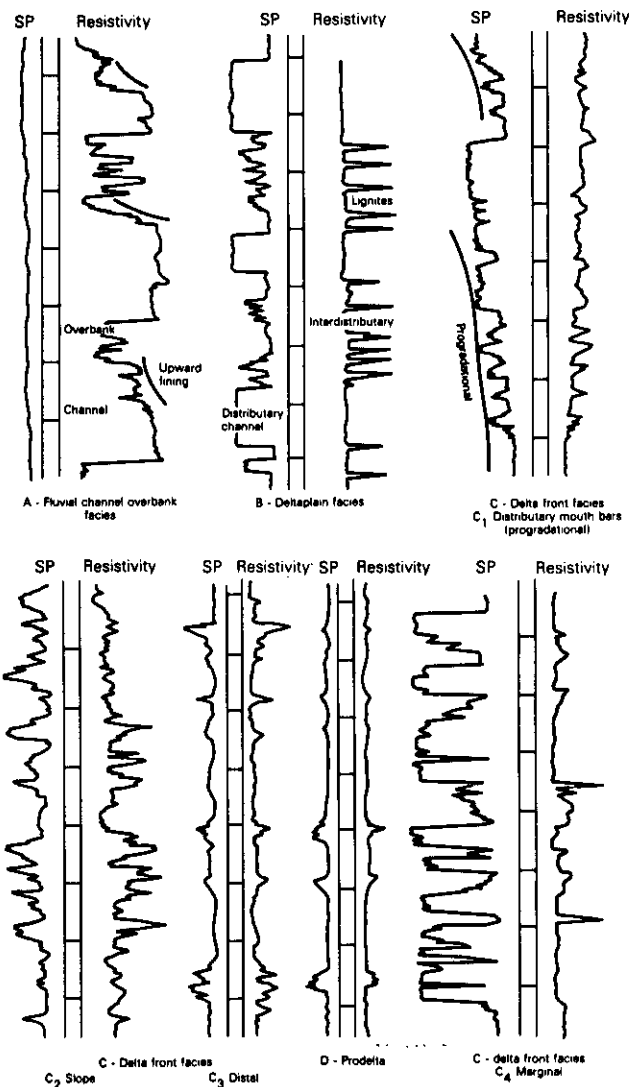 SP Resistivity
SP Resistivity
SP Resistivity
Lignites
Overbank
Upward
fining
Channel
Interdistributary
Distributary
channel
Progradational
A - Fluvial channel overbank
facies
B - Deltaplain facies
C - Delta front facies
C1 Distributary mouth bars
(progradational)
SP Resistivity
SP Resistivity
SP Resistivity
SP Resistivity
C - Delta front facies
C2 Slope
C3 Distal
D - Prodelta
C - delta front facies
C4 Marginal